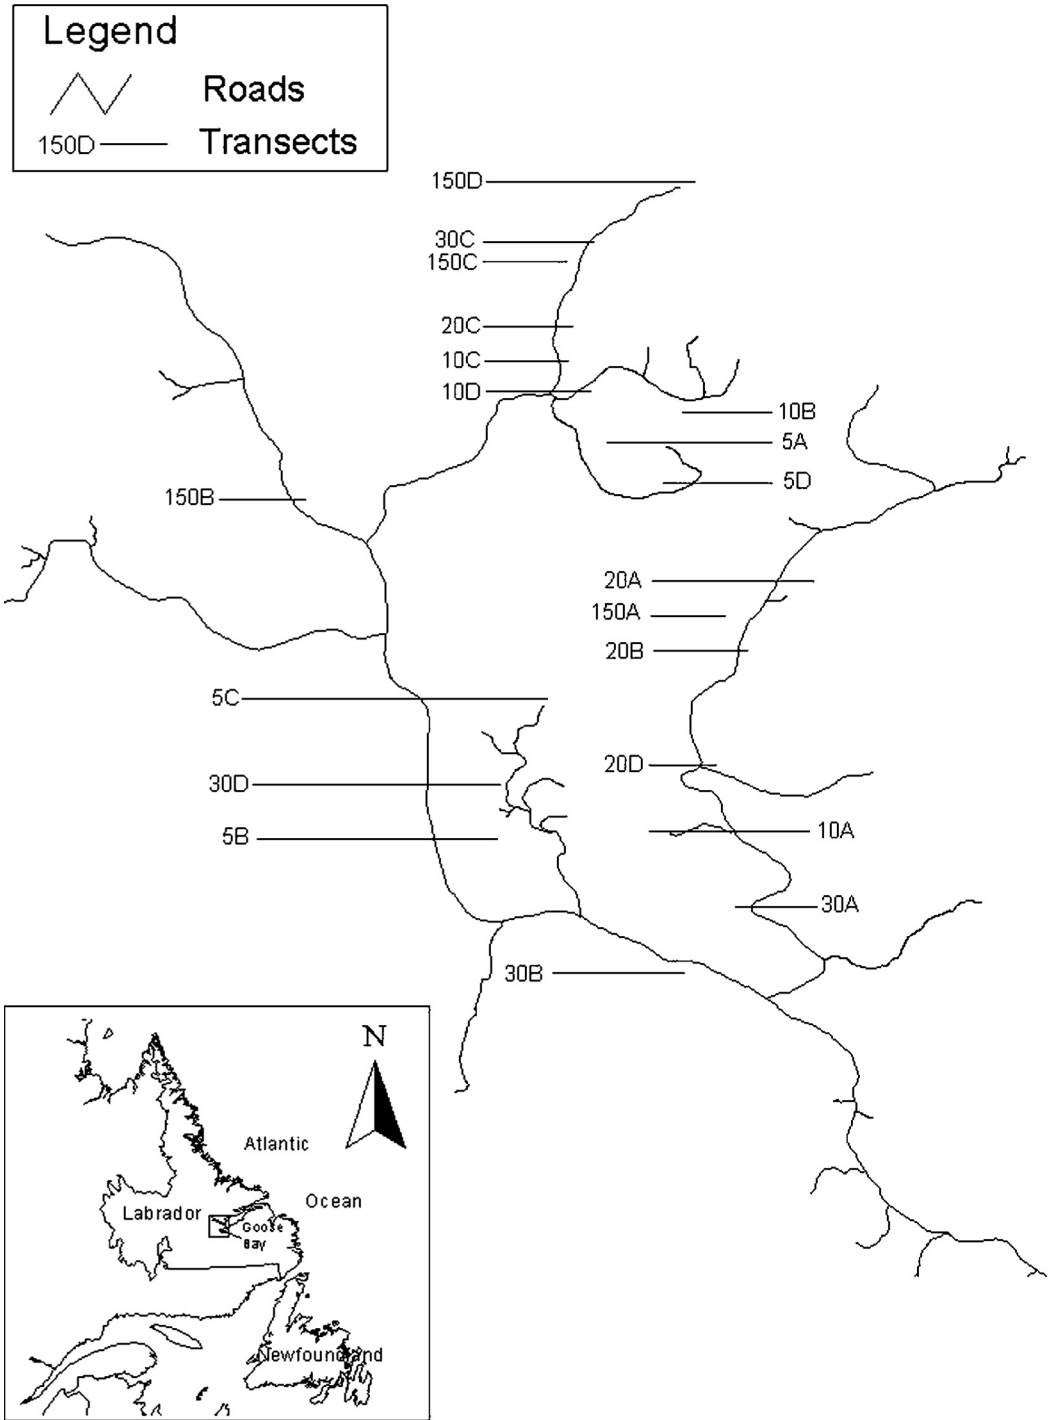 Legend
Roads
150D Transects
150D
30C
150C
20C
10C
10D
10B
5A
5D
150B
20A
150A
20B
5C
20D
30D
10A
5B
30A
30B
N
Atlantic
Ocean
Labrador
Goose
Bay
Newfoundland